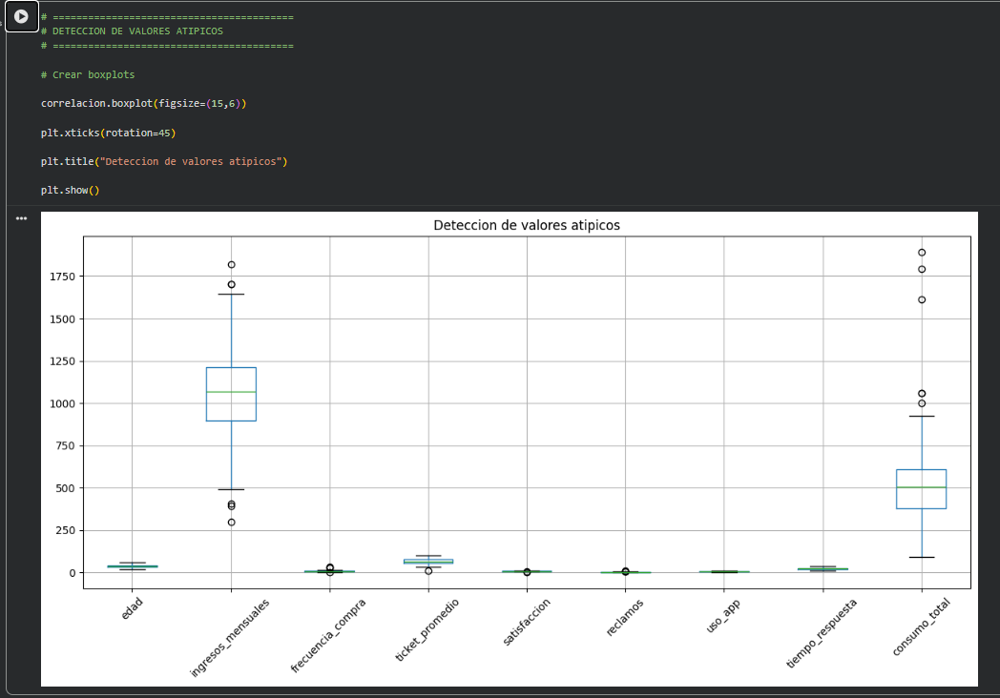 # =========================================
# DETECCION DE VALORES ATIPICOS
# =========================================
# Crear boxplots
correlacion.boxplot(figsize=(15,6))
plt.xticks(rotation=45)
plt.title("Deteccion de valores atipicos")
plt.show()
Deteccion de valores atipicos
1750
1500
1250
1000
750
500
250
0
edad
ingresos_mensuales
frecuencia_compra
ticket_promedio
satisfaccion
reclamos
uso_app
tiempo_respuesta
consumo_total